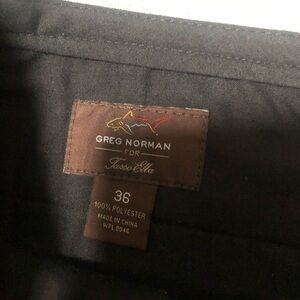 GREG NORMAN
FOR
Tasso Elba
36
100% POLYESTER
MADE IN CHINA
WPL 8046